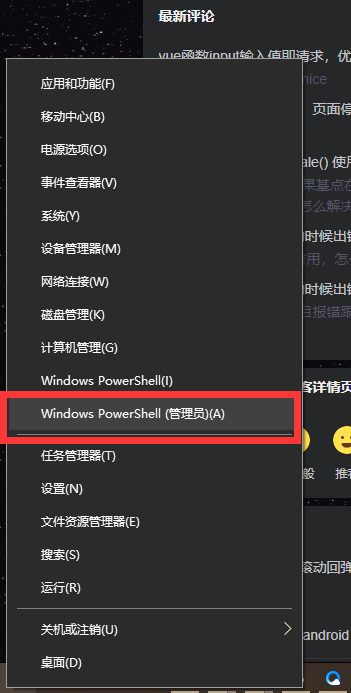 最新评论
vue函数input输入值即请求，优
nice
应用和功能(F)
页面停
移动中心(B)
电源选项(O)
ale() 使用
事件查看器(V)
果基点在
系统(Y)
怎么解决
设备管理器(M)
时候出错
网络连接(W)
用，怎
磁盘管理(K)
时候出错
计算机管理(G)
目报错跟
Windows PowerShell(I)
客详情页
Windows PowerShell (管理员)(A)
任务管理器(T)
般
推荐
设置(N)
文件资源管理器(E)
搜索(S)
滚动回弹
运行(R)
关机或注销(U)
android
桌面(D)